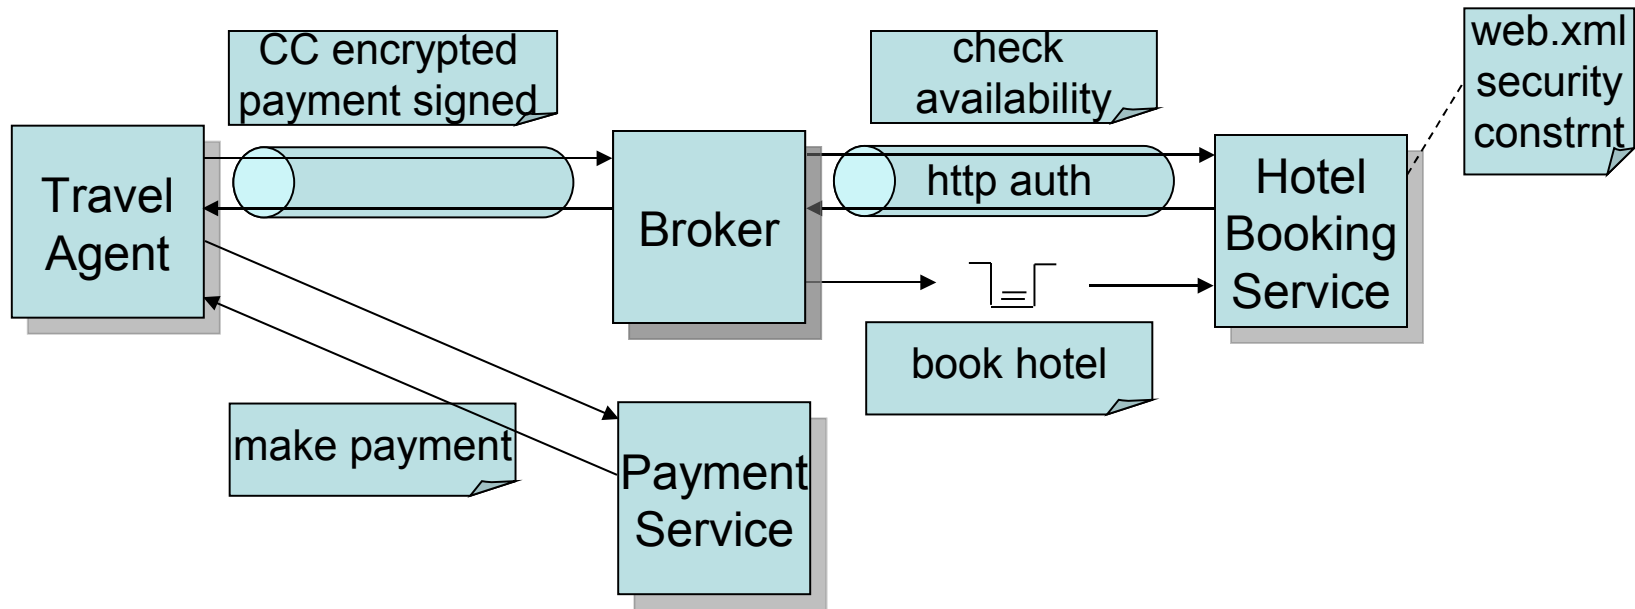 CC encrypted
payment signed
check
availability
web.xml
security
constrnt
Travel
Agent
Broker
http auth
Hotel
Booking
Service
book hotel
make payment
Payment
Service